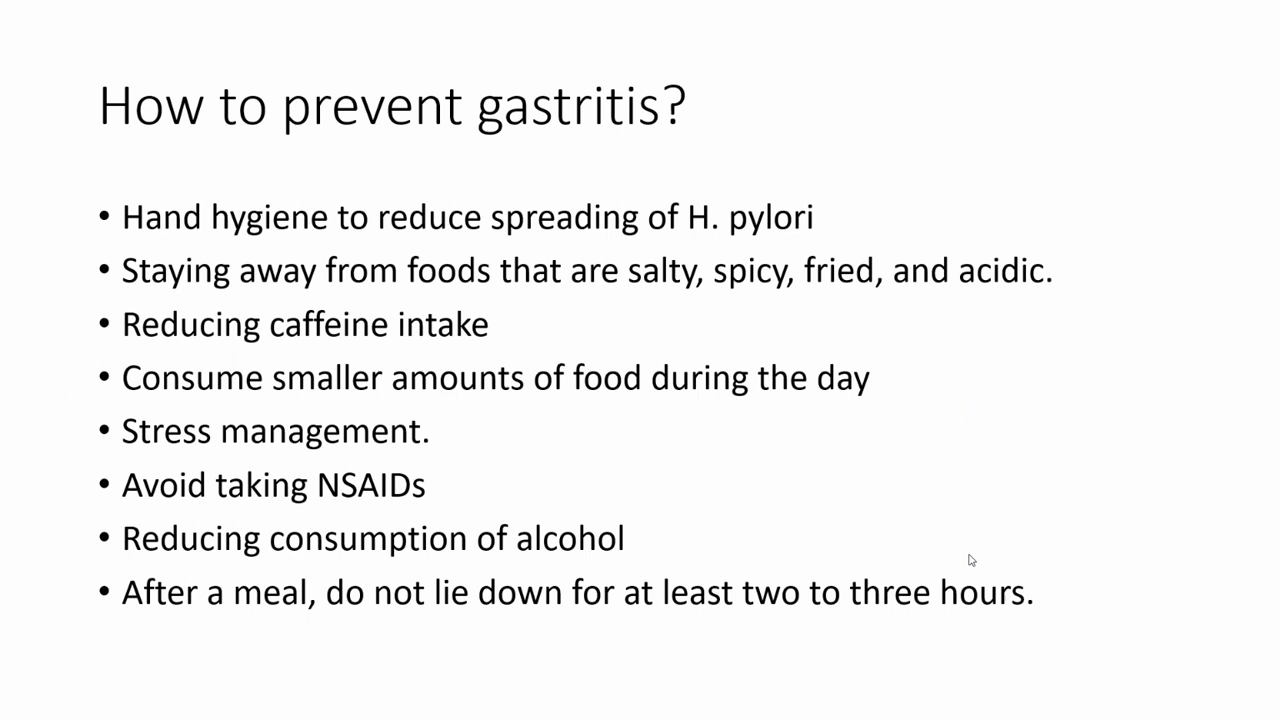 How to prevent gastritis?
• Hand hygiene to reduce spreading of H. pylori
• Staying away from foods that are salty, spicy, fried, and acidic.
• Reducing caffeine intake
• Consume smaller amounts of food during the day
• Stress management.
• Avoid taking NSAIDs
• Reducing consumption of alcohol
• After a meal, do not lie down for at least two to three hours.